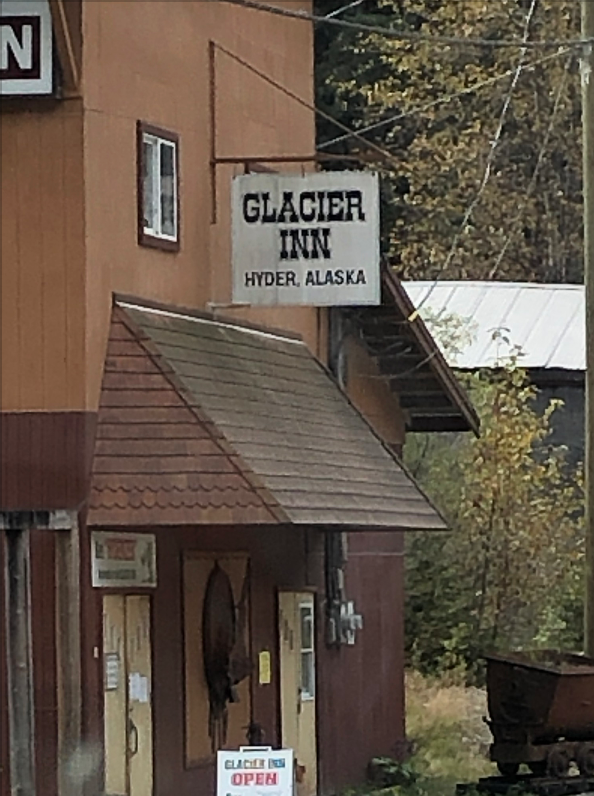 N
GLACIER
INN
HYDER, ALASKA
GLACIER INN
OPEN